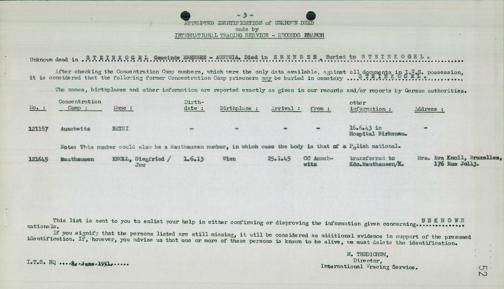 - 3 -
ATTEMPTED IDENTIFICATION of UNKNOWN DEAD
made by
INTERNATIONAL TRACING SERVICE - RECORDS BRANCH
Unknown dead in STEINKOGEL Gemeinde EBENSEE - AUSTRIA, Died in EBENSEE, Buried in STEINKOGEL.
After checking the Concentration Camp numbers, which were the only data available, against all documents in I.T.S. possession,
it is considered that the following former Concentration Camp prisoners may be buried in cemetery STEINKOGEL.
The names, birthplaces and other information are reported exactly as given in our records and/or reports by German authorities.
No.: Concentration Camp: Name: Birth-date: Birthplace: Arrival: From: other information: Address:
121197 Auschwitz - - - - 16.6.43 in -
Hospital Birkenau.
Note: This number could also be a Mauthausen number, in which case the body is that of a Polish national.
121649 Mauthausen KNOLL, Siegfried / 1.6.13 Wien 25.1.45 CC Ausch- transferred to Mrs. Eva Knoll, Bruxelles,
Jew witz Kdo.Mauthausen/E. 176 Rue Jolij.
This list is sent to you to enlist your help in either confirming or disproving the information given concerning UNKNOWN
nationals.
If you signify that the persons listed are still missing, it will be considered as additional evidence in support of the presumed
identification. If, however, you advise us that one or more of these persons is known to be alive, we must delete the identification.
I.T.S. HQ 8. June 1951.
Director,
International Tracing Service.
52